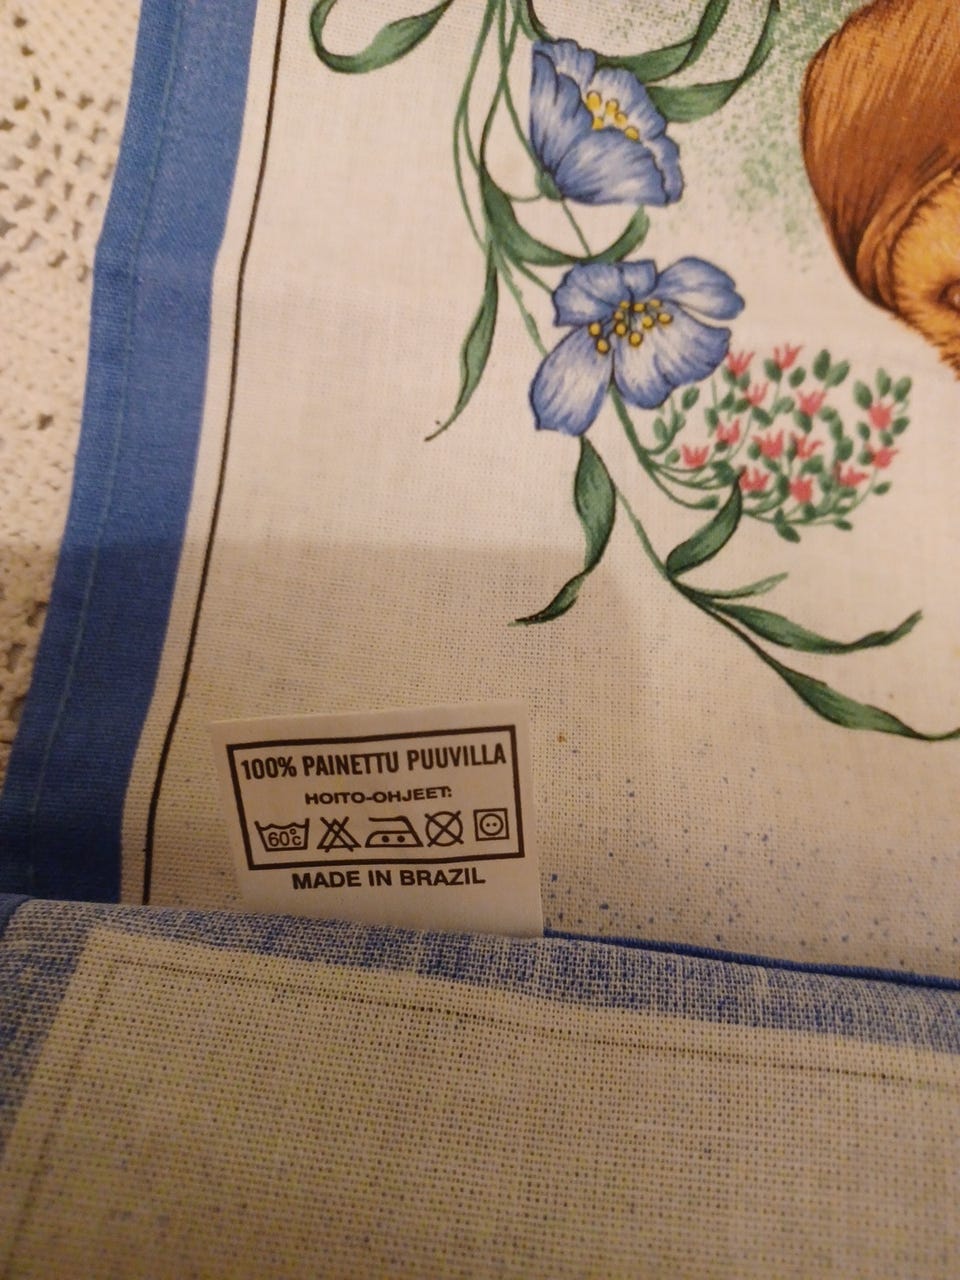 100% PAINETTU PUUVILLA
HOITO-OHJEET:
60°C
MADE IN BRAZIL